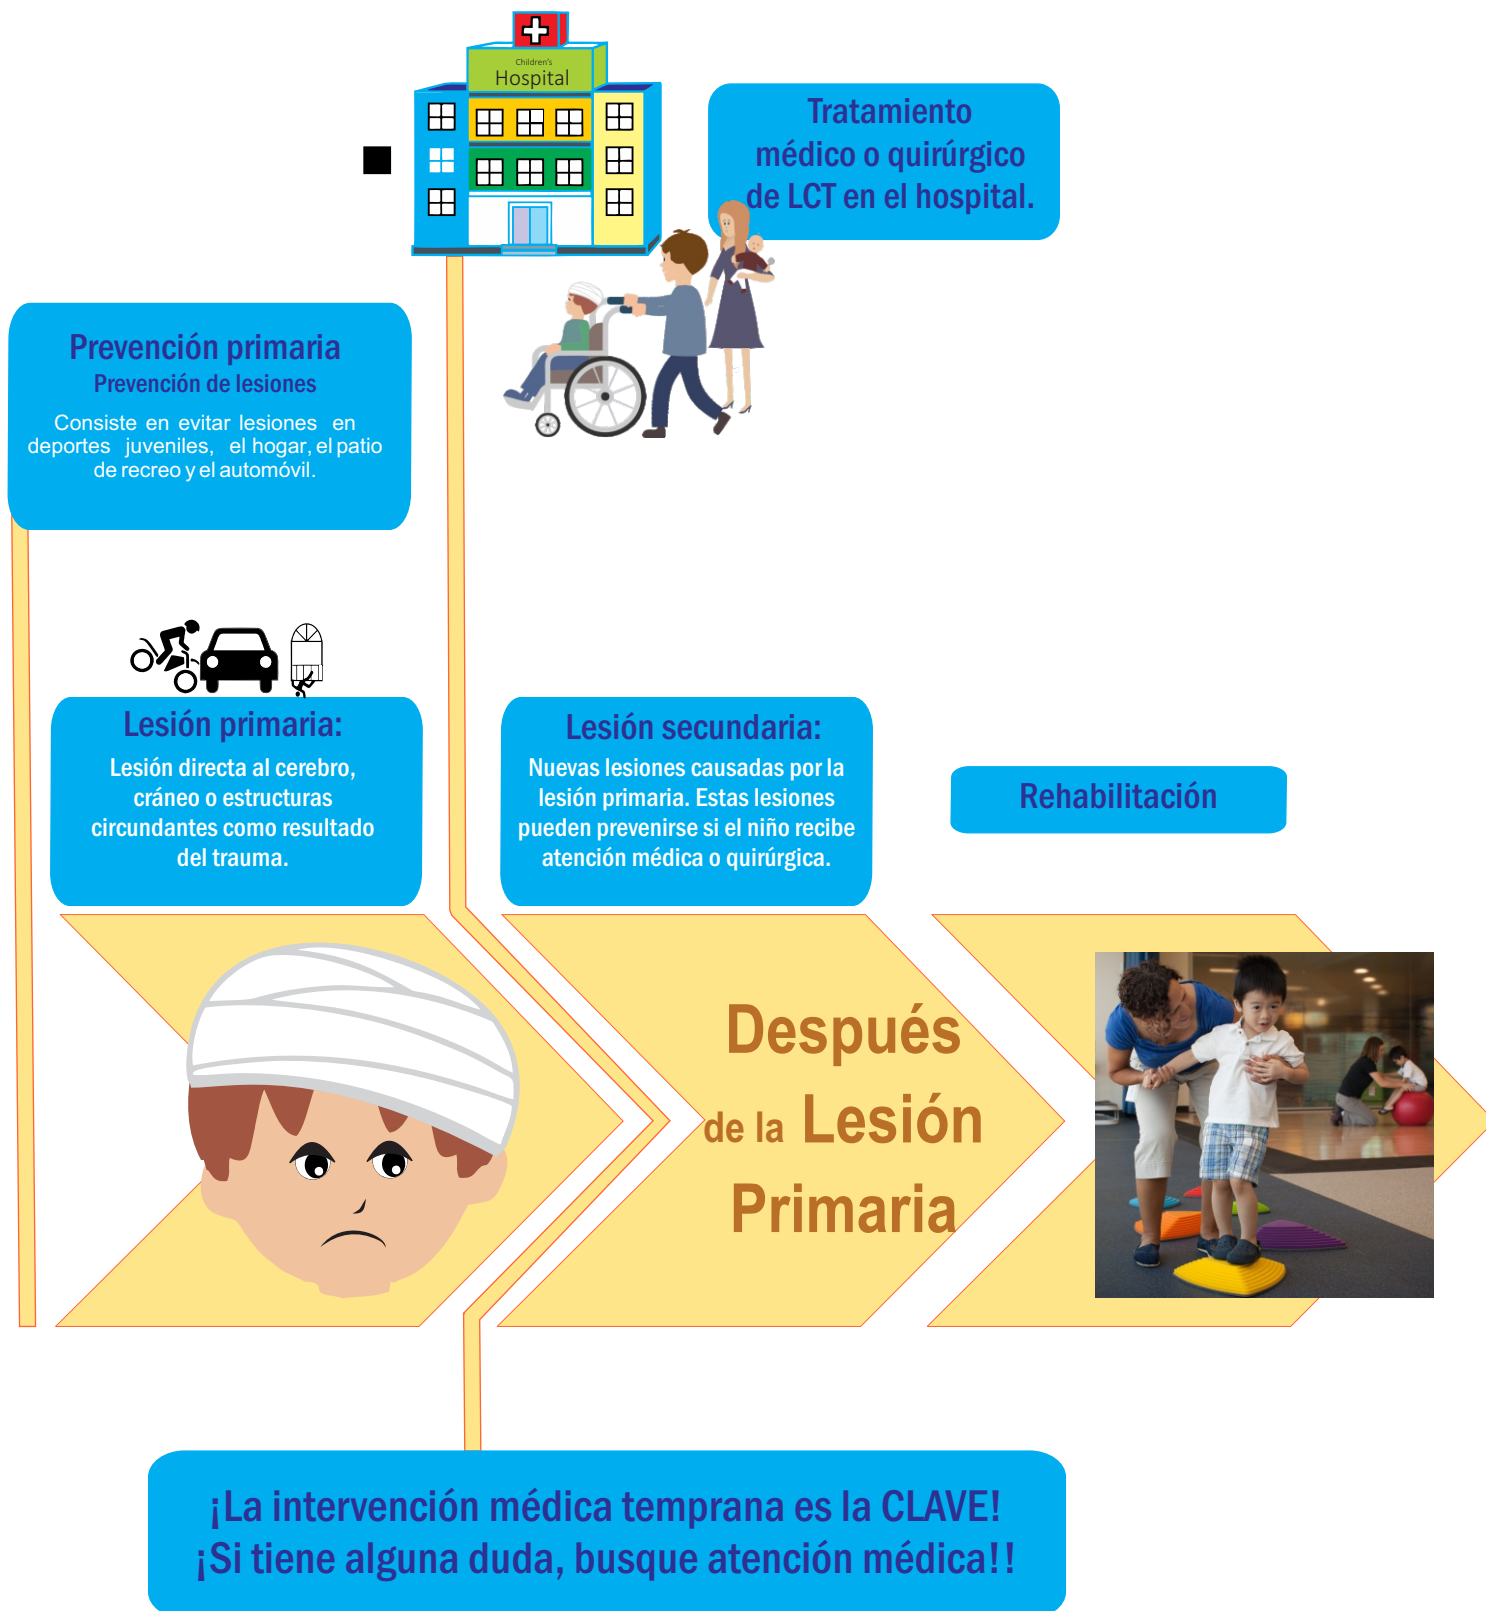 Children's
Hospital
Tratamiento
médico o quirúrgico
de LCT en el hospital.
Prevención primaria
Prevención de lesiones
Consiste en evitar lesiones en
deportes juveniles, el hogar, el patio
de recreo y el automóvil.
Lesión primaria:
Lesión directa al cerebro,
cráneo o estructuras
circundantes como resultado
del trauma.
Lesión secundaria:
Nuevas lesiones causadas por la
lesión primaria. Estas lesiones
pueden prevenirse si el niño recibe
atención médica o quirúrgica.
Rehabilitación
Después
de la Lesión
Primaria
¡La intervención médica temprana es la CLAVE!
¡Si tiene alguna duda, busque atención médica!!